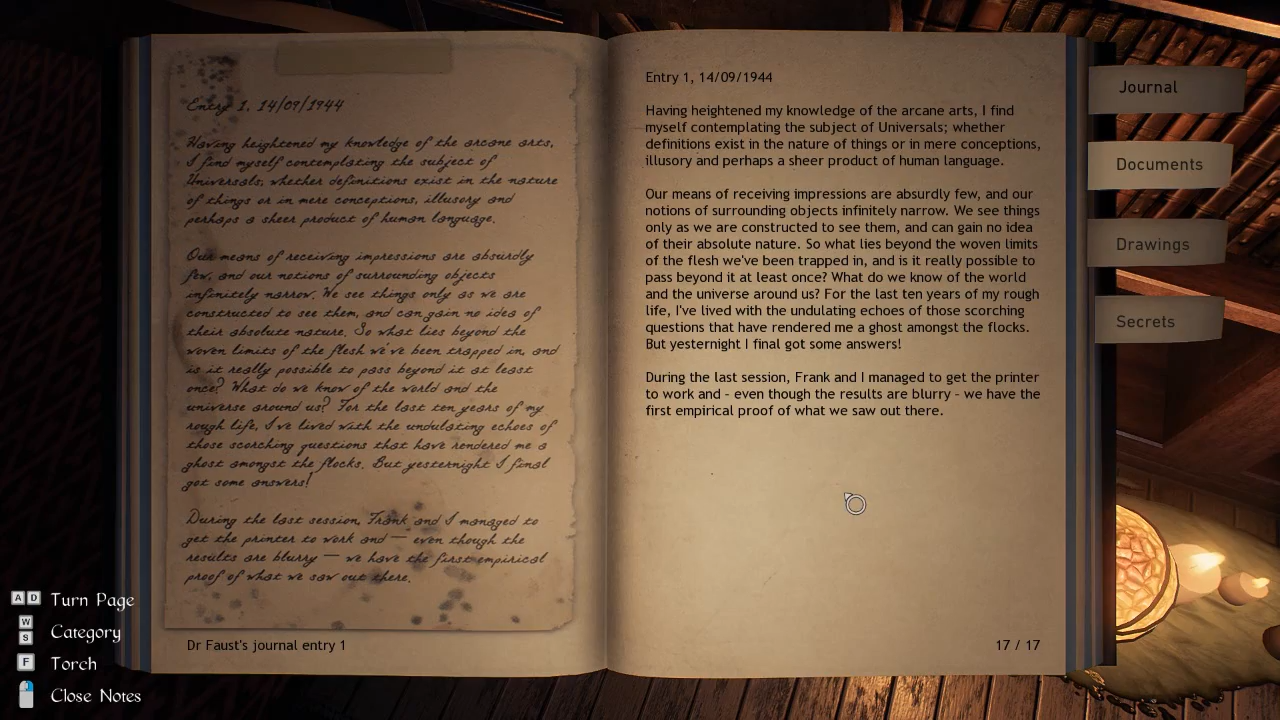 Entry 1, 14/09/1944
Having heightened my knowledge of the arcane arts,
I find myself contemplating the subject of
Universals; whether definitions exist in the nature
of things or in mere conceptions, illusory and
perhaps a sheer product of human language.
Our means of receiving impressions are absurdly
few, and our notions of surrounding objects
infinitely narrow. We see things only as we are
constructed to see them, and can gain no idea of
their absolute nature. So what lies beyond the
woven limits of the flesh we've been trapped in, and
is it really possible to pass beyond it at least
once? What do we know of the world and the
universe around us? For the last ten years of my
rough life, I've lived with the undulating echoes of
those scorching questions that have rendered me a
ghost amongst the flocks. But yesternight I final
got some answers!
During the last session, Frank and I managed to
get the printer to work and — even though the
results are blurry — we have the first empirical
proof of what we saw out there.
Dr Faust's journal entry 1
Entry 1, 14/09/1944
Having heightened my knowledge of the arcane arts, I find
myself contemplating the subject of Universals; whether
definitions exist in the nature of things or in mere conceptions,
illusory and perhaps a sheer product of human language.
Our means of receiving impressions are absurdly few, and our
notions of surrounding objects infinitely narrow. We see things
only as we are constructed to see them, and can gain no idea
of their absolute nature. So what lies beyond the woven limits
of the flesh we've been trapped in, and is it really possible to
pass beyond it at least once? What do we know of the world
and the universe around us? For the last ten years of my rough
life, I've lived with the undulating echoes of those scorching
questions that have rendered me a ghost amongst the flocks.
But yesternight I final got some answers!
During the last session, Frank and I managed to get the printer
to work and - even though the results are blurry - we have the
first empirical proof of what we saw out there.
17 / 17
Journal
Documents
Drawings
Secrets
A D Turn Page
W S Category
F Torch
Close Notes